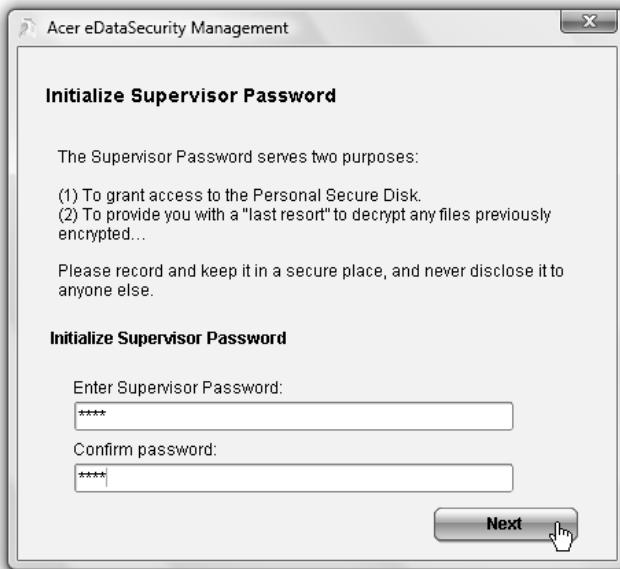 Acer eDataSecurity Management
Initialize Supervisor Password
The Supervisor Password serves two purposes:
(1) To grant access to the Personal Secure Disk.
(2) To provide you with a "last resort" to decrypt any files previously
encrypted...
Please record and keep it in a secure place, and never disclose it to
anyone else.
Initialize Supervisor Password
Enter Supervisor Password:
****
Confirm password:
****
Next